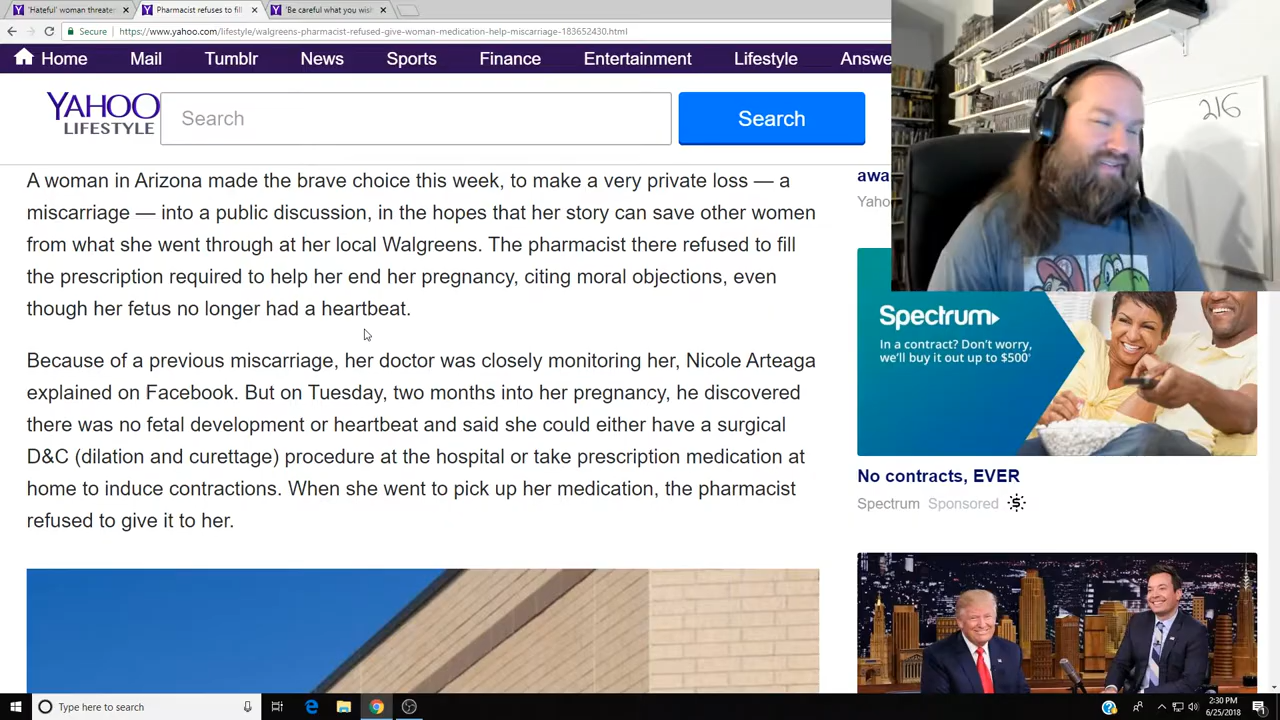 'Hateful' woman threate
Pharmacist refuses to fill
'Be careful what you wish
Secure
https://www.yahoo.com/lifestyle/walgreens-pharmacist-refused-give-woman-medication-help-miscarriage-183652430.html
Home Mail Tumblr News Sports Finance Entertainment Lifestyle Answe
YAHOO
LIFESTYLE
Search
Search
216
A woman in Arizona made the brave choice this week, to make a very private loss — a
miscarriage — into a public discussion, in the hopes that her story can save other women
from what she went through at her local Walgreens. The pharmacist there refused to fill
the prescription required to help her end her pregnancy, citing moral objections, even
though her fetus no longer had a heartbeat.
Because of a previous miscarriage, her doctor was closely monitoring her, Nicole Arteaga
explained on Facebook. But on Tuesday, two months into her pregnancy, he discovered
there was no fetal development or heartbeat and said she could either have a surgical
D&C (dilation and curettage) procedure at the hospital or take prescription medication at
home to induce contractions. When she went to pick up her medication, the pharmacist
refused to give it to her.
awa
Yaho
Spectrum
In a contract? Don't worry,
we'll buy it out up to $500
No contracts, EVER
Spectrum Sponsored
Type here to search
2:30 PM
6/25/2018